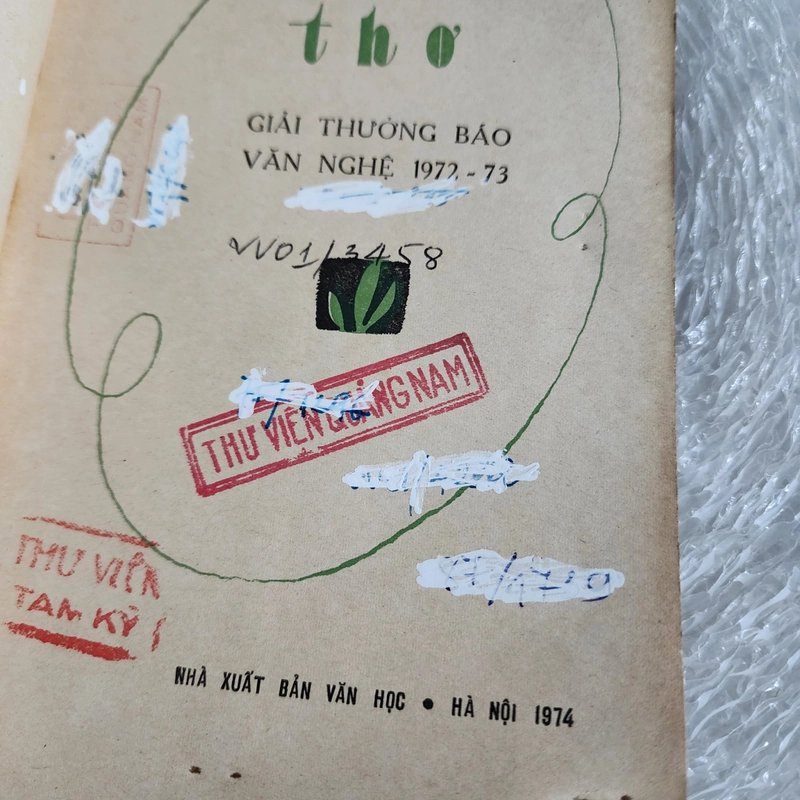 thơ
GIẢI THƯỞNG BÁO
VĂN NGHỆ 1972 - 73
VV01/3458
THƯ VIỆN QUẢNG NAM
THƯ VIỆN
TAM KỲ
NHÀ XUẤT BẢN VĂN HỌC • HÀ NỘI 1974